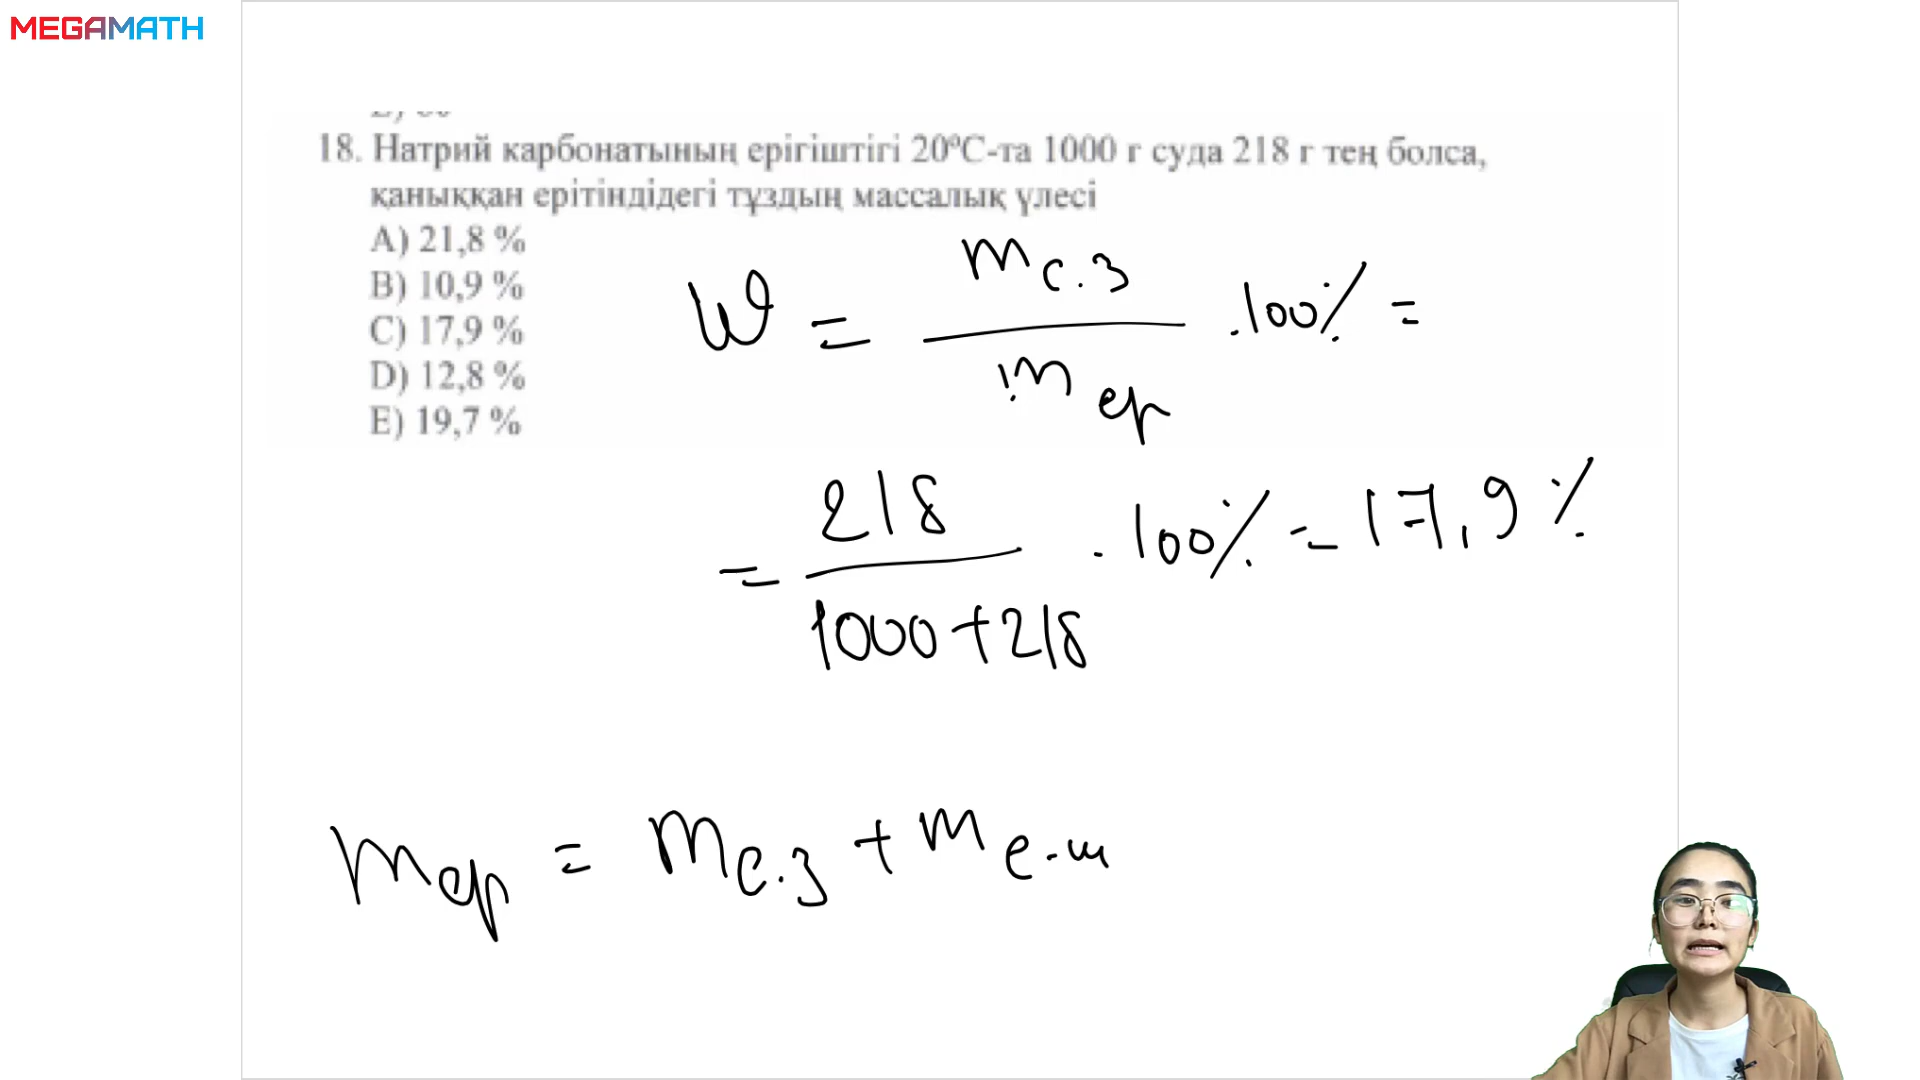 MEGAMATH
18. Натрий карбонатының ерігіштігі 20ºС-та 1000 г суда 218 г тең болса,
қаныққан ерітіндідегі тұздың массалық үлесі
A) 21,8 %
B) 10,9 %
C) 17,9 %
D) 12,8 %
E) 19,7 %
W = m с.з / m ер . 100% =
= 218 / 1000+218 . 100% = 17,9 %
m ер = m е.з + m е-ш